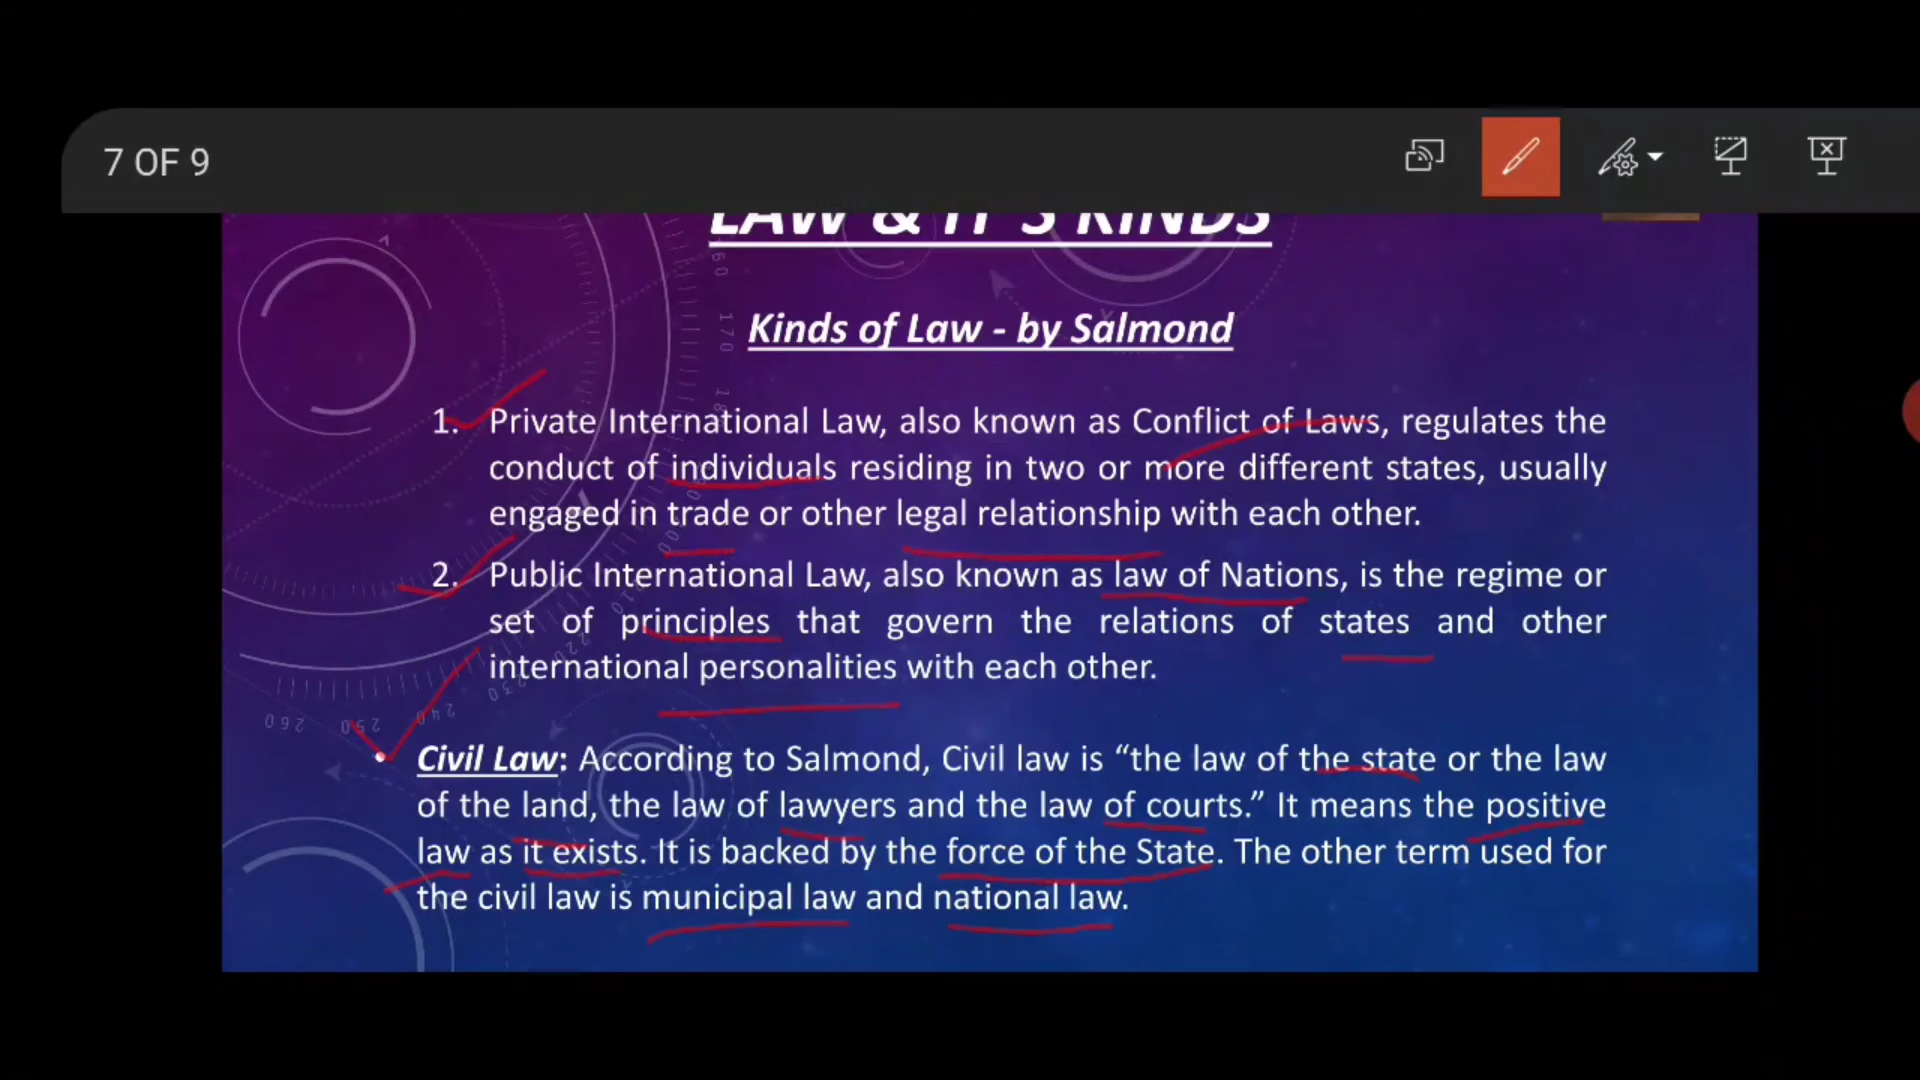 7 OF 9
LAW & IT'S KINDS
Kinds of Law - by Salmond
1. Private International Law, also known as Conflict of Laws, regulates the
conduct of individuals residing in two or more different states, usually
engaged in trade or other legal relationship with each other.
2. Public International Law, also known as law of Nations, is the regime or
set of principles that govern the relations of states and other
international personalities with each other.
• Civil Law: According to Salmond, Civil law is “the law of the state or the law
of the land, the law of lawyers and the law of courts.” It means the positive
law as it exists. It is backed by the force of the State. The other term used for
the civil law is municipal law and national law.